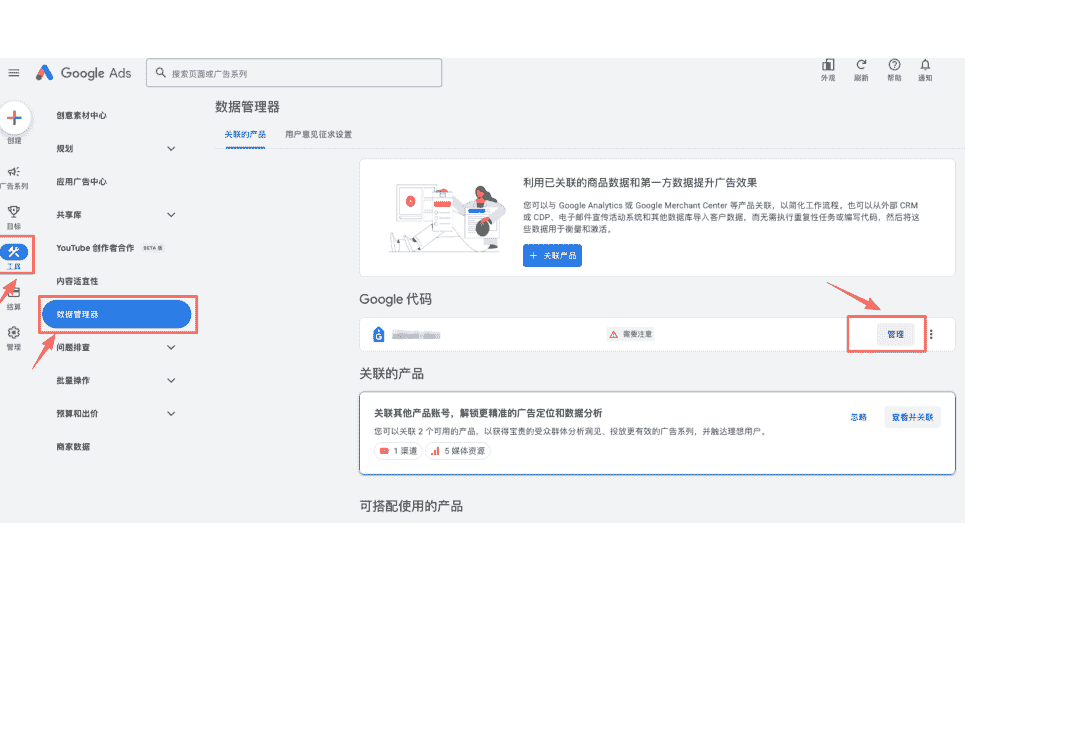 Google Ads
搜索页面或广告系列
外观
刷新
帮助
通知
创建
广告系列
目标
工具
结算
管理
创意素材中心
规划
应用广告中心
共享库
YouTube 创作者合作 BETA 版
内容适宜性
数据管理器
问题排查
批量操作
预算和出价
商家数据
数据管理器
关联的产品
用户意见征求设置
利用已关联的商品数据和第一方数据提升广告效果
您可以与 Google Analytics 或 Google Merchant Center 等产品关联，以简化工作流程。也可以从外部 CRM
或 CDP、电子邮件宣传活动系统和其他数据库导入客户数据，而无需执行重复性任务或编写代码，然后将这
些数据用于衡量和激活。
+ 关联产品
Google 代码
需要注意
管理
关联的产品
关联其他产品账号，解锁更精准的广告定位和数据分析
您可以关联 2 个可用的产品，以获得宝贵的受众群体分析洞见、投放更有效的广告系列，并触达理想用户。
1 渠道
5 媒体资源
忽略
查看并关联
可搭配使用的产品